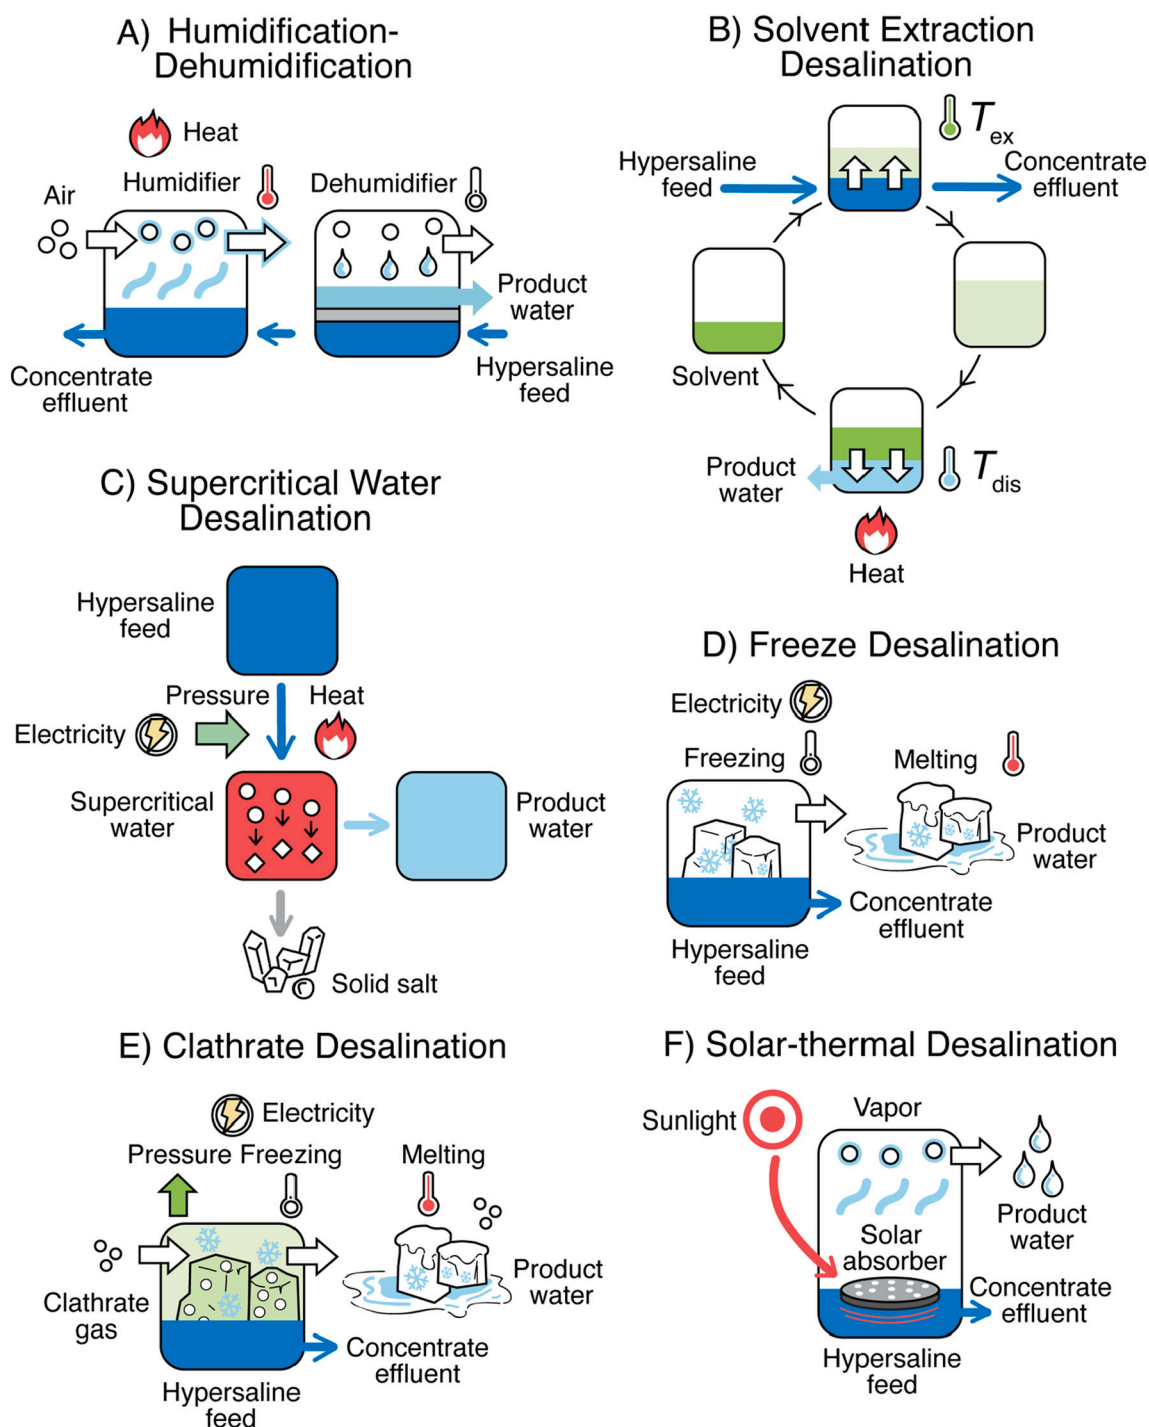 A) Humidification-
Dehumidification
Heat
Air
Humidifier
Dehumidifier
Product
water
Concentrate
effluent
Hypersaline
feed
B) Solvent Extraction
Desalination
Tex
Hypersaline
feed
Concentrate
effluent
Solvent
Product
water
Tdis
Heat
C) Supercritical Water
Desalination
Hypersaline
feed
Pressure
Heat
Electricity
Supercritical
water
Product
water
Solid salt
D) Freeze Desalination
Electricity
Freezing
Melting
Product
water
Concentrate
effluent
Hypersaline
feed
E) Clathrate Desalination
Electricity
Pressure Freezing
Melting
Clathrate
gas
Product
water
Concentrate
effluent
Hypersaline
feed
F) Solar-thermal Desalination
Sunlight
Vapor
Solar
absorber
Product
water
Concentrate
effluent
Hypersaline
feed